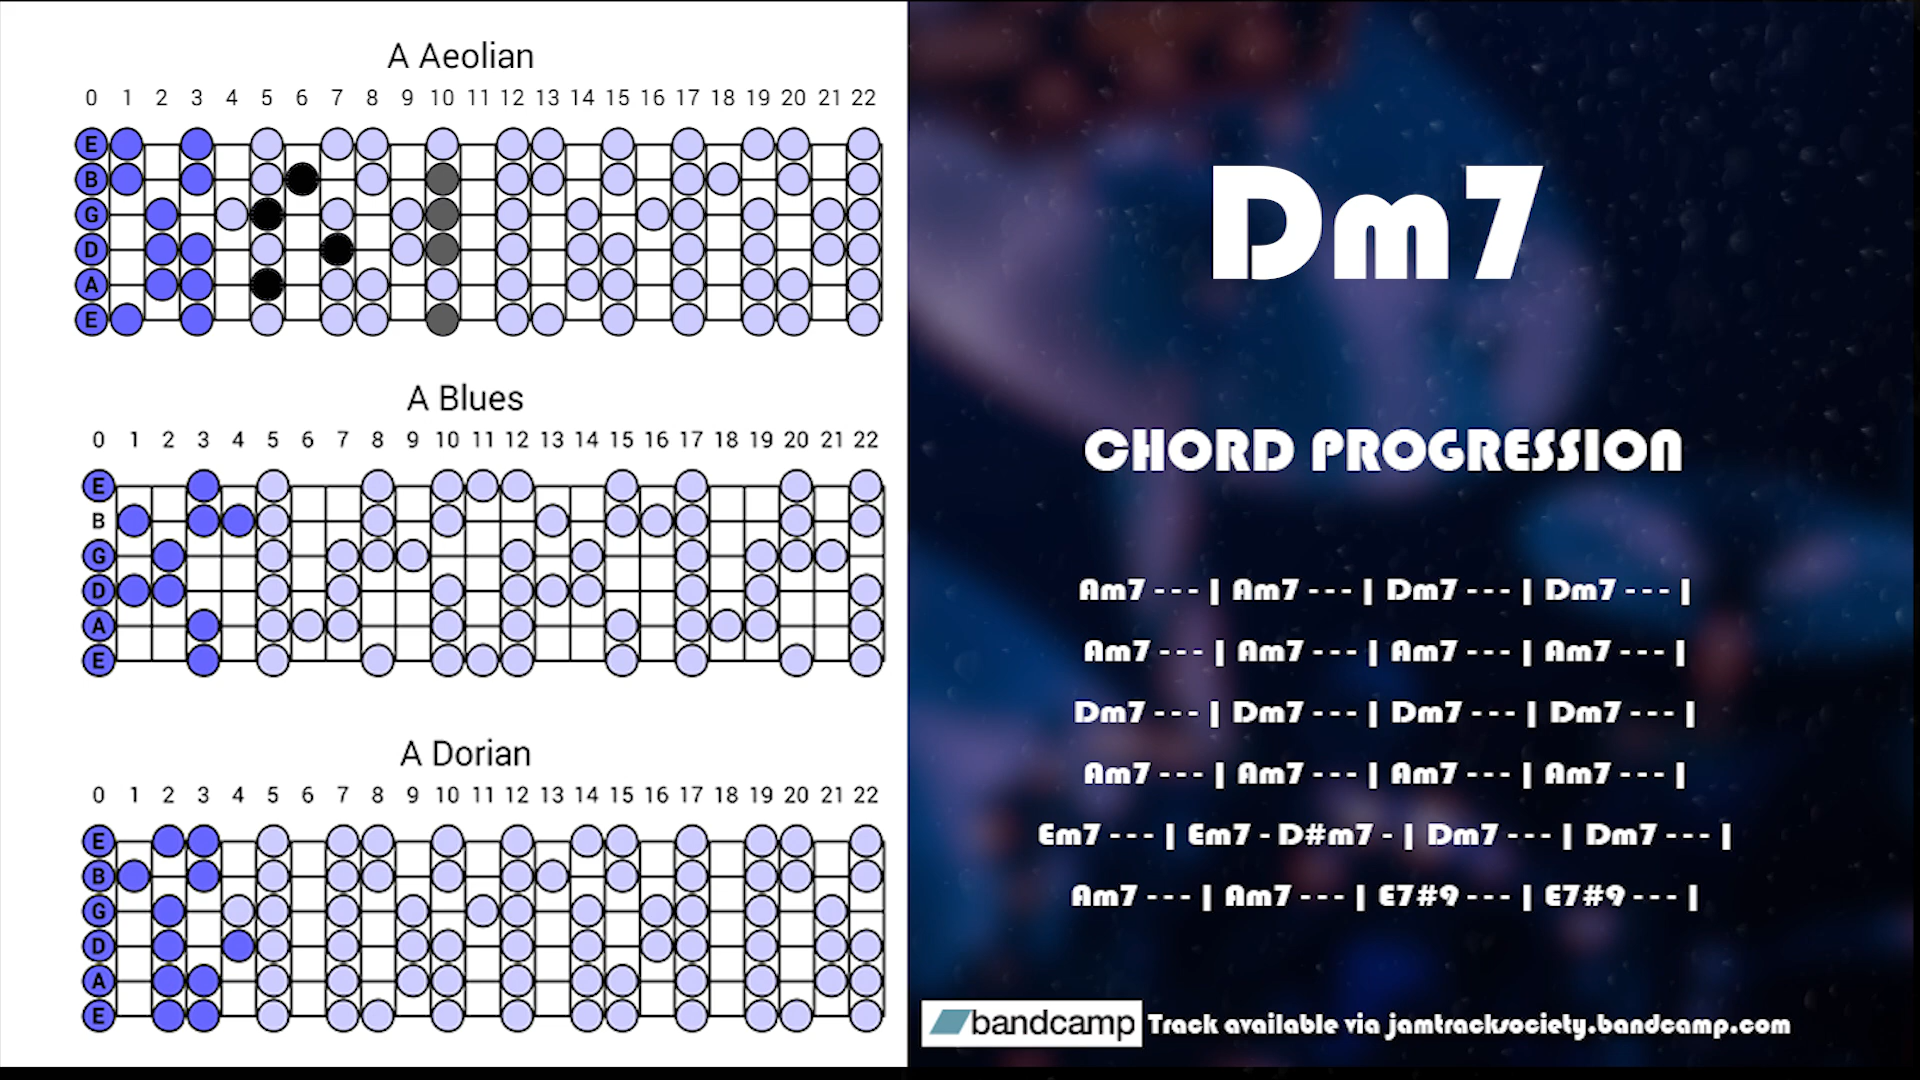 A Aeolian
0 1 2 3 4 5 6 7 8 9 10 11 12 13 14 15 16 17 18 19 20 21 22
E
B
G
D
A
E
A Blues
0 1 2 3 4 5 6 7 8 9 10 11 12 13 14 15 16 17 18 19 20 21 22
E
B
G
D
A
E
A Dorian
0 1 2 3 4 5 6 7 8 9 10 11 12 13 14 15 16 17 18 19 20 21 22
E
B
G
D
A
E
Dm7
CHORD PROGRESSION
Am7 --- | Am7 --- | Dm7 --- | Dm7 --- |
Am7 --- | Am7 --- | Am7 --- | Am7 --- |
Dm7 --- | Dm7 --- | Dm7 --- | Dm7 --- |
Am7 --- | Am7 --- | Am7 --- | Am7 --- |
Em7 --- | Em7 - D#m7 - | Dm7 --- | Dm7 --- |
Am7 --- | Am7 --- | E7#9 --- | E7#9 --- |
bandcamp Track available via jamtracksociety.bandcamp.com